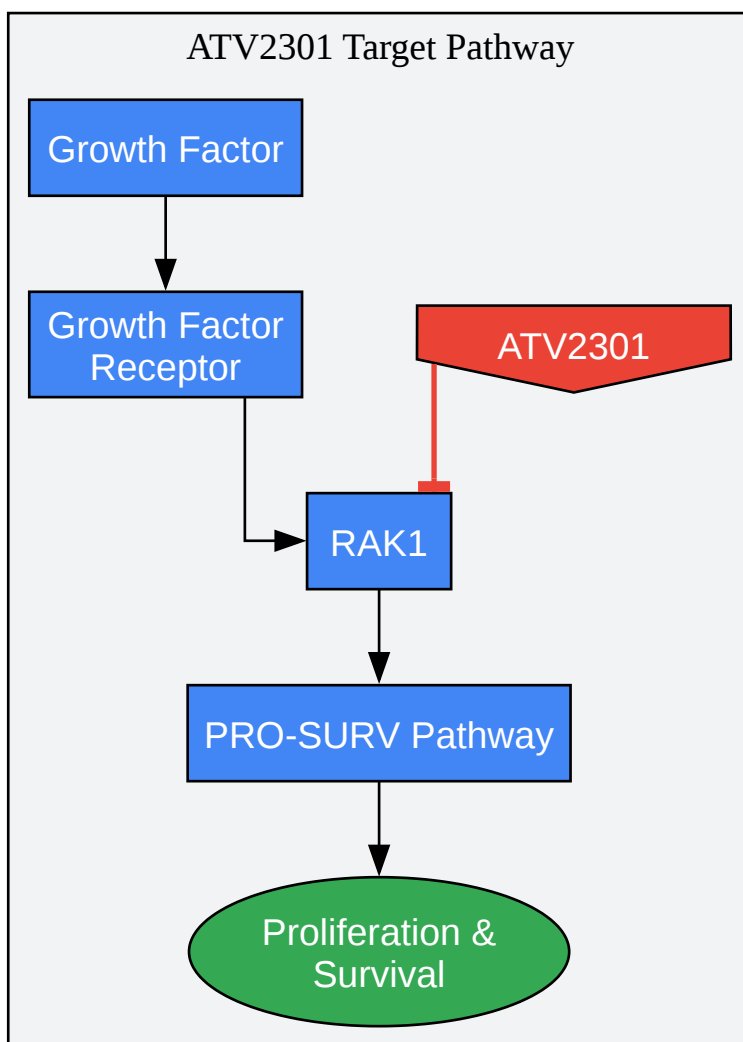 ATV2301 Target Pathway
Growth Factor
Growth Factor
Receptor
ATV2301
RAK1
PRO-SURV Pathway
Proliferation &
Survival